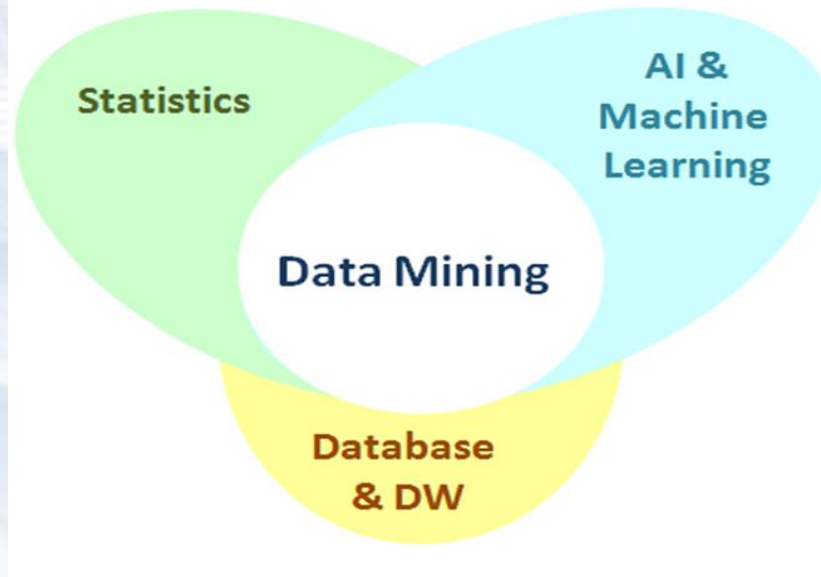 Statistics
AI &
Machine
Learning
Data Mining
Database
& DW